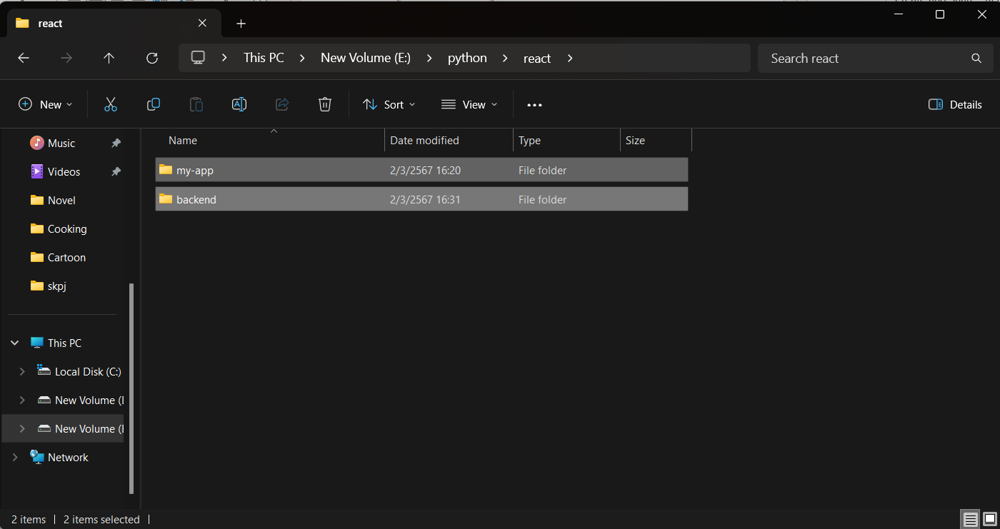 react
This PC > New Volume (E:) > python > react >
Search react
New
Sort
View
Details
Music
Videos
Novel
Cooking
Cartoon
skpj
This PC
Local Disk (C:)
New Volume (
New Volume (
Network
Name Date modified Type Size
my-app 2/3/2567 16:20 File folder
backend 2/3/2567 16:31 File folder
2 items | 2 items selected |